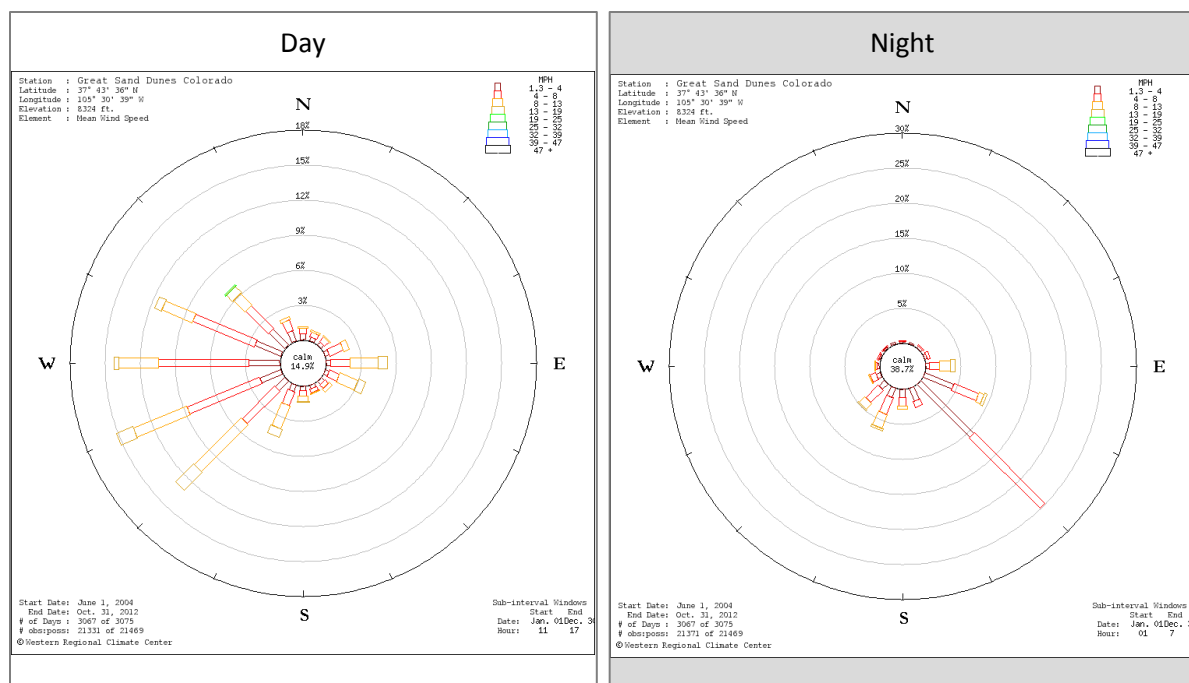 Day
Station : Great Sand Dunes Colorado
Latitude : 37° 43' 36" N
Longitude : 105° 30' 39" W
Elevation : 8324 ft.
Element : Mean Wind Speed
MPH
1.3 - 4
4 - 8
8 - 13
13 - 19
19 - 25
25 - 32
32 - 39
39 - 47
47 +
N
18%
15%
12%
9%
6%
3%
W
calm
14.9%
E
S
Start Date: June 1, 2004
End Date: Oct. 31, 2012
# of Days : 3067 of 3075
# obs:poss: 21331 of 21469
© Western Regional Climate Center
Sub-interval Windows
Start End
Date: Jan. 01 Dec. 30
Hour: 11 17
Night
Station : Great Sand Dunes Colorado
Latitude : 37° 43' 36" N
Longitude : 105° 30' 39" W
Elevation : 8324 ft.
Element : Mean Wind Speed
MPH
1.3 - 4
4 - 8
8 - 13
13 - 19
19 - 25
25 - 32
32 - 39
39 - 47
47 +
N
30%
25%
20%
15%
10%
5%
W
calm
38.7%
E
S
Start Date: June 1, 2004
End Date: Oct. 31, 2012
# of Days : 3067 of 3075
# obs:poss: 21371 of 21469
© Western Regional Climate Center
Sub-interval Windows
Start End
Date: Jan. 01 Dec.
Hour: 01 7